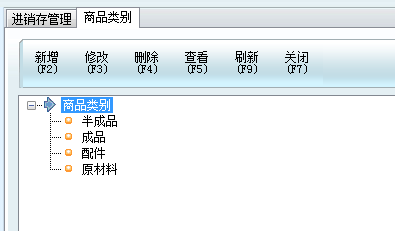 进销存管理 商品类别
新增 修改 删除 查看 刷新 关闭
(F2) (F3) (F4) (F5) (F9) (F7)
商品类别
半成品
成品
配件
原材料